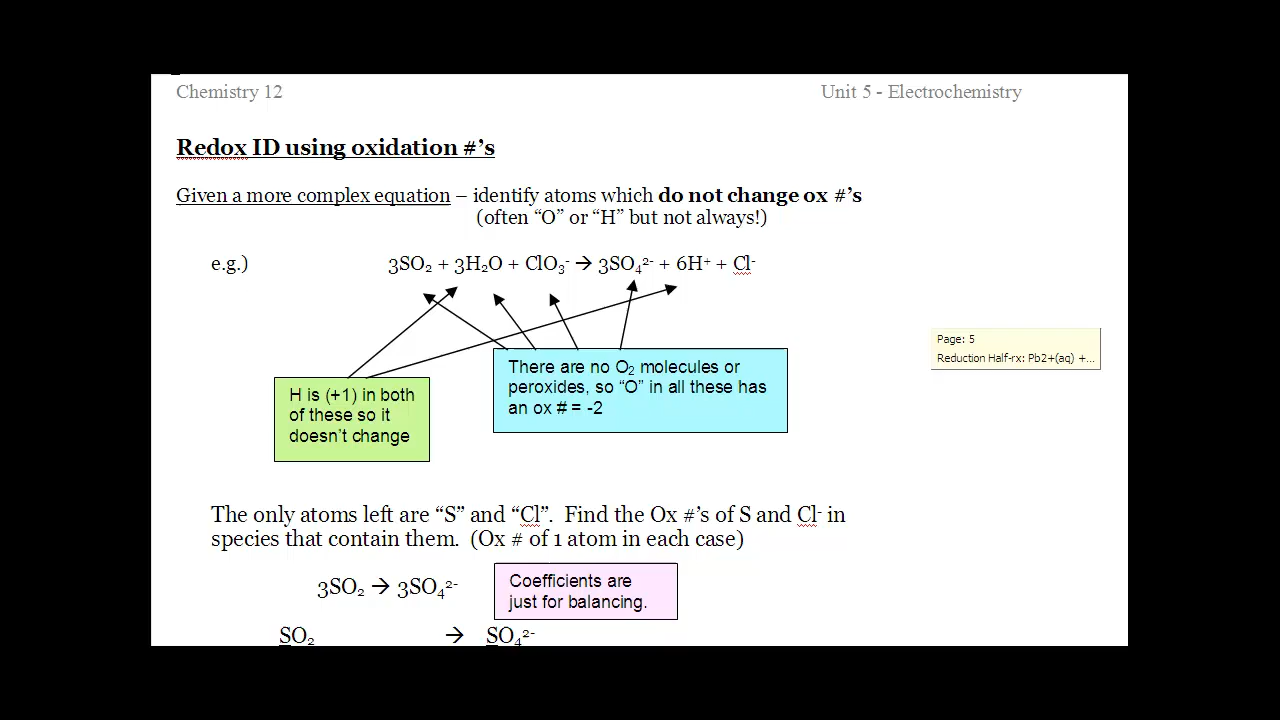 Chemistry 12 Unit 5 - Electrochemistry
Redox ID using oxidation #’s
Given a more complex equation – identify atoms which do not change ox #’s
(often “O” or “H” but not always!)
e.g.) 3SO₂ + 3H₂O + ClO₃⁻ → 3SO₄²⁻ + 6H⁺ + Cl⁻
Page: 5
Reduction Half-rx: Pb2+(aq) +...
There are no O₂ molecules or
peroxides, so “O” in all these has
an ox # = -2
H is (+1) in both
of these so it
doesn’t change
The only atoms left are “S” and “Cl”. Find the Ox #’s of S and Cl⁻ in
species that contain them. (Ox # of 1 atom in each case)
3SO₂ → 3SO₄²⁻
Coefficients are
just for balancing.
SO₂ → SO₄²⁻